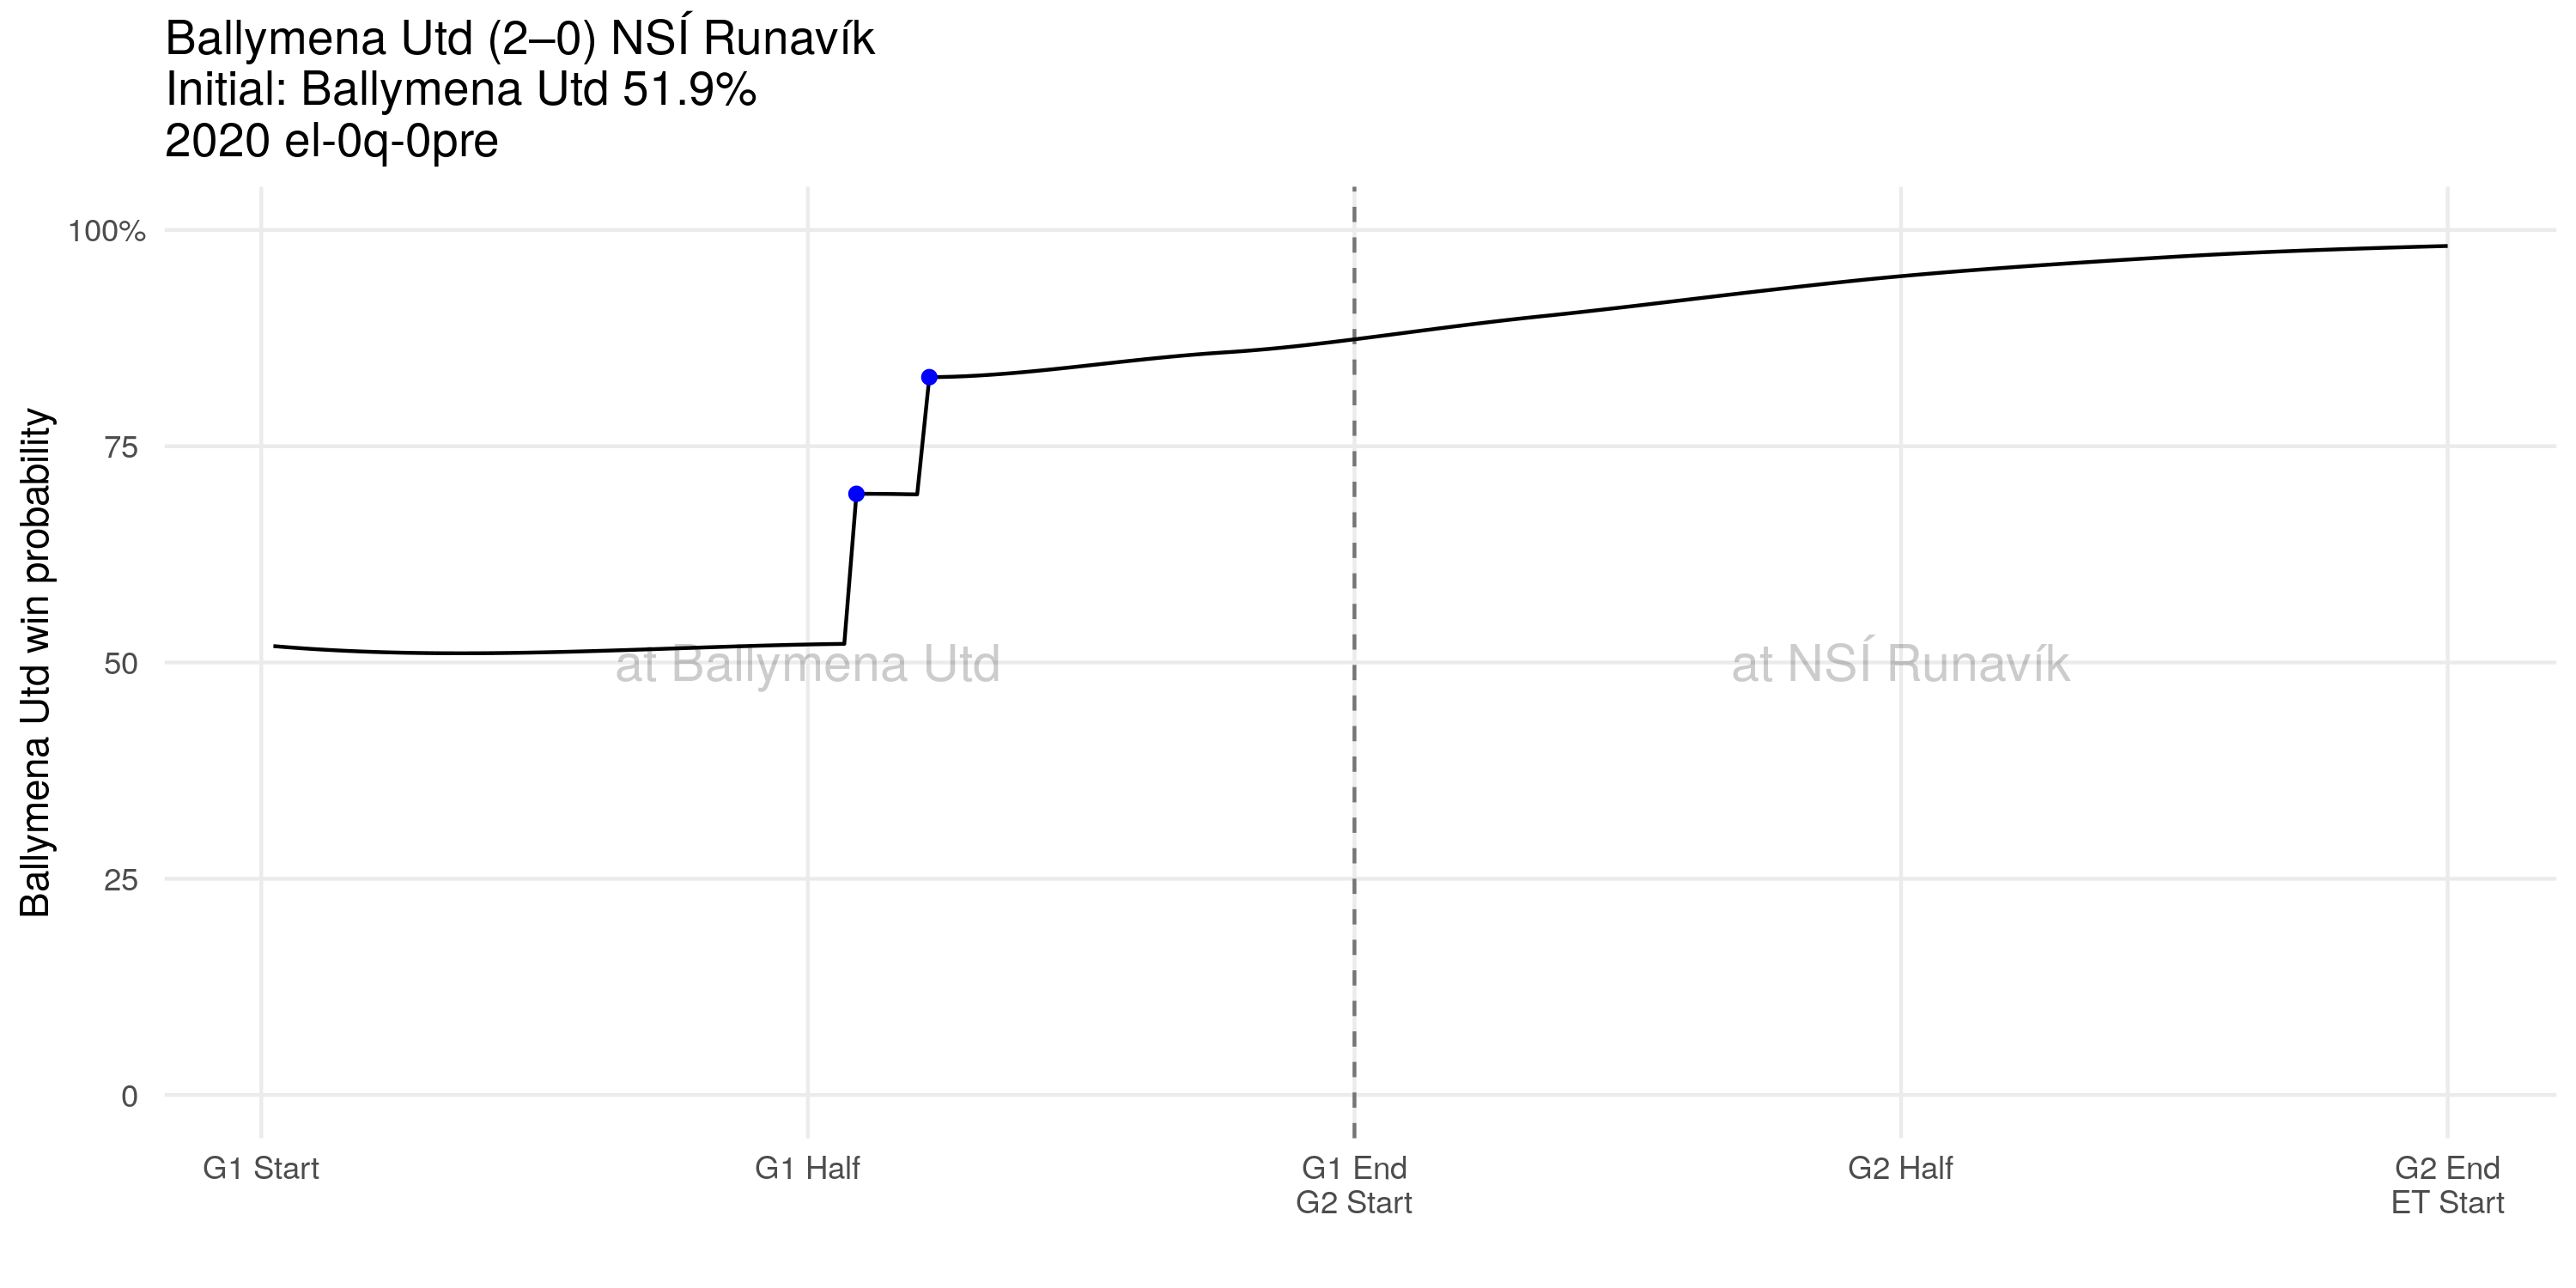 Ballymena Utd (2–0) NSÍ Runavík
Initial: Ballymena Utd 51.9%
2020 el-0q-0pre
Ballymena Utd win probability
100%
75
50
25
0
at Ballymena Utd
at NSÍ Runavík
G1 Start
G1 Half
G1 End
G2 Start
G2 Half
G2 End
ET Start